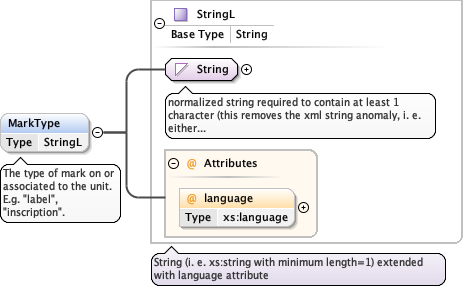 StringL
Base Type String
String
normalized string required to contain at least 1
character (this removes the xml string anomaly, i. e.
either...
MarkType
Type StringL
The type of mark on or
associated to the unit.
E.g. "label",
"inscription".
@ Attributes
@ language
Type xs:language
String (i. e. xs:string with minimum length=1) extended
with language attribute